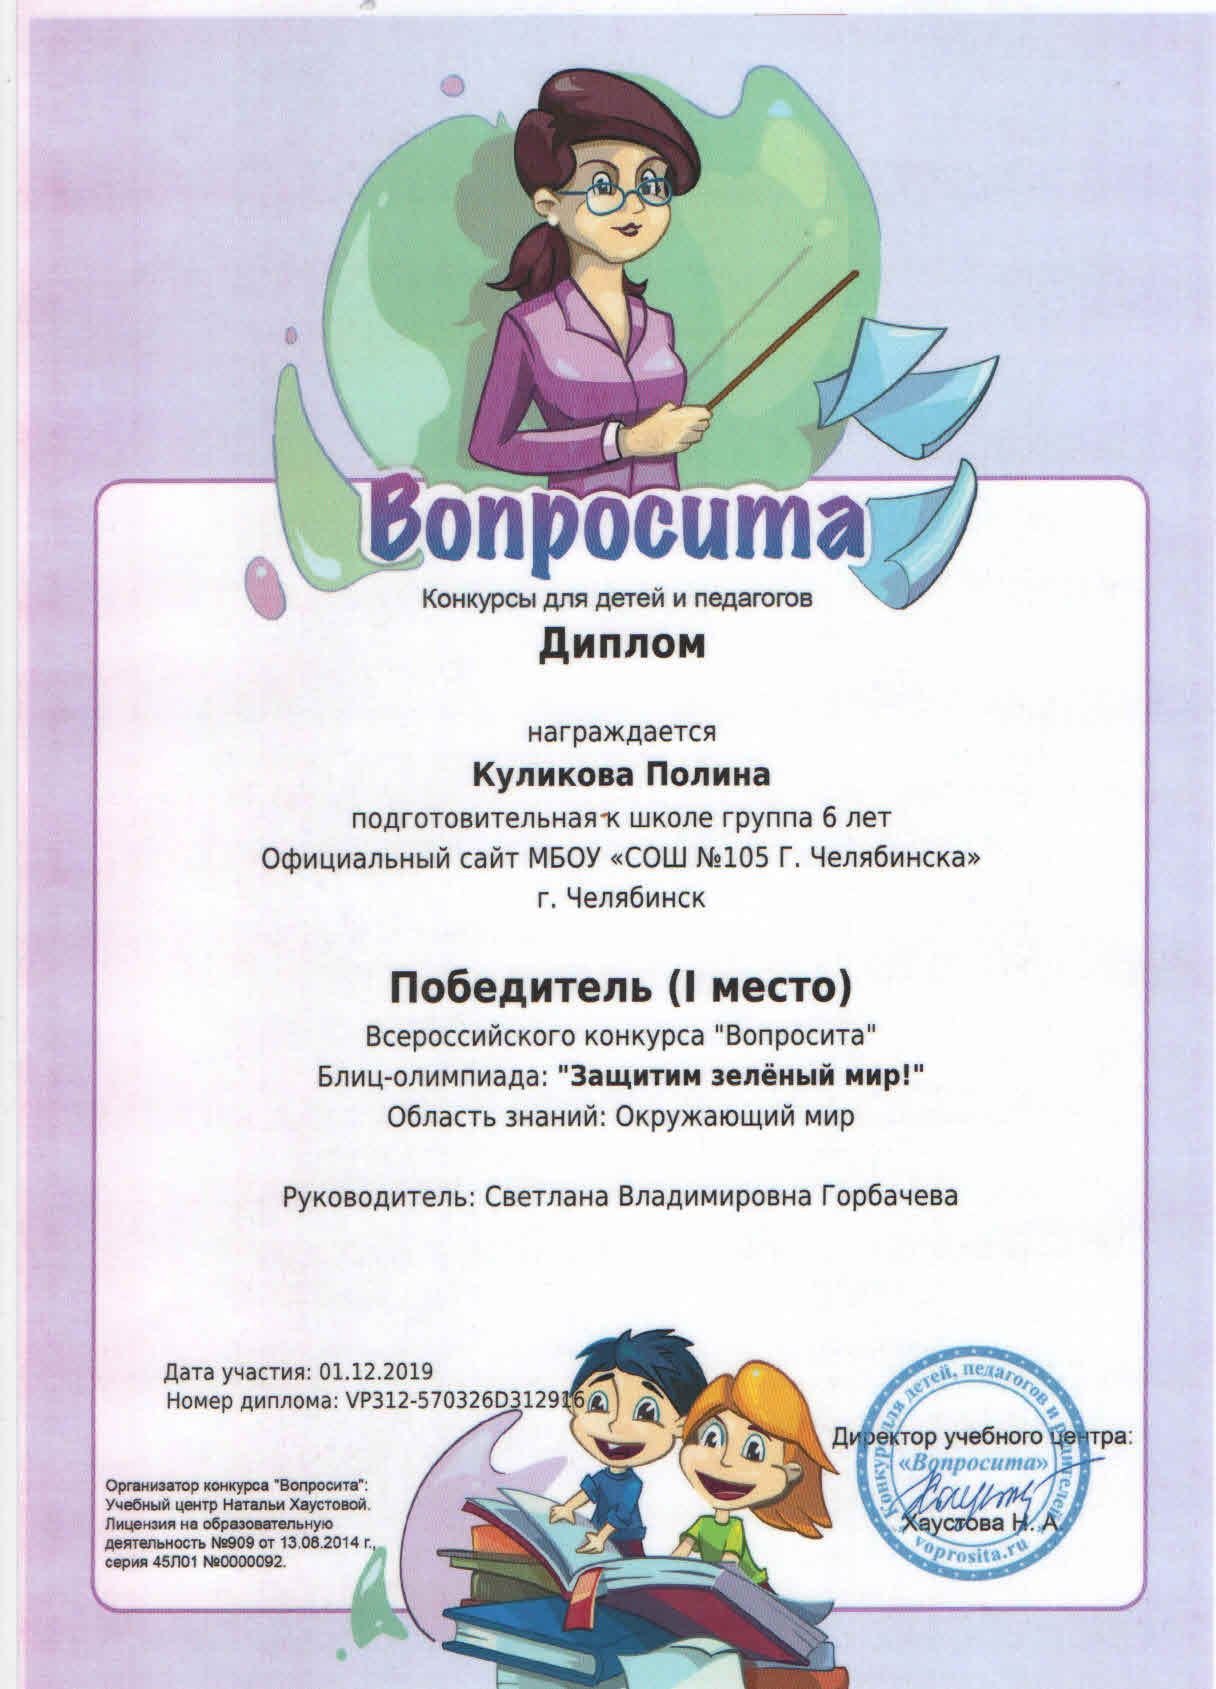 Вопросита
Конкурсы для детей и педагогов
Диплом
награждается
Куликова Полина
подготовительная к школе группа 6 лет
Официальный сайт МБОУ «СОШ №105 Г. Челябинска»
г. Челябинск
Победитель (I место)
Всероссийского конкурса "Вопросита"
Блиц-олимпиада: "Защитим зелёный мир!"
Область знаний: Окружающий мир
Руководитель: Светлана Владимировна Горбачева
Дата участия: 01.12.2019
Номер диплома: VP312-570326D312916
Организатор конкурса "Вопросита":
Учебный центр Натальи Хаустовой.
Лицензия на образовательную
деятельность №909 от 13.08.2014 г.,
серия 45Л01 №0000092.
Директор учебного центра:
Хаустова Н. А
Конкурсы для детей, педагогов и родителей
«Вопросита»
voprosita.ru